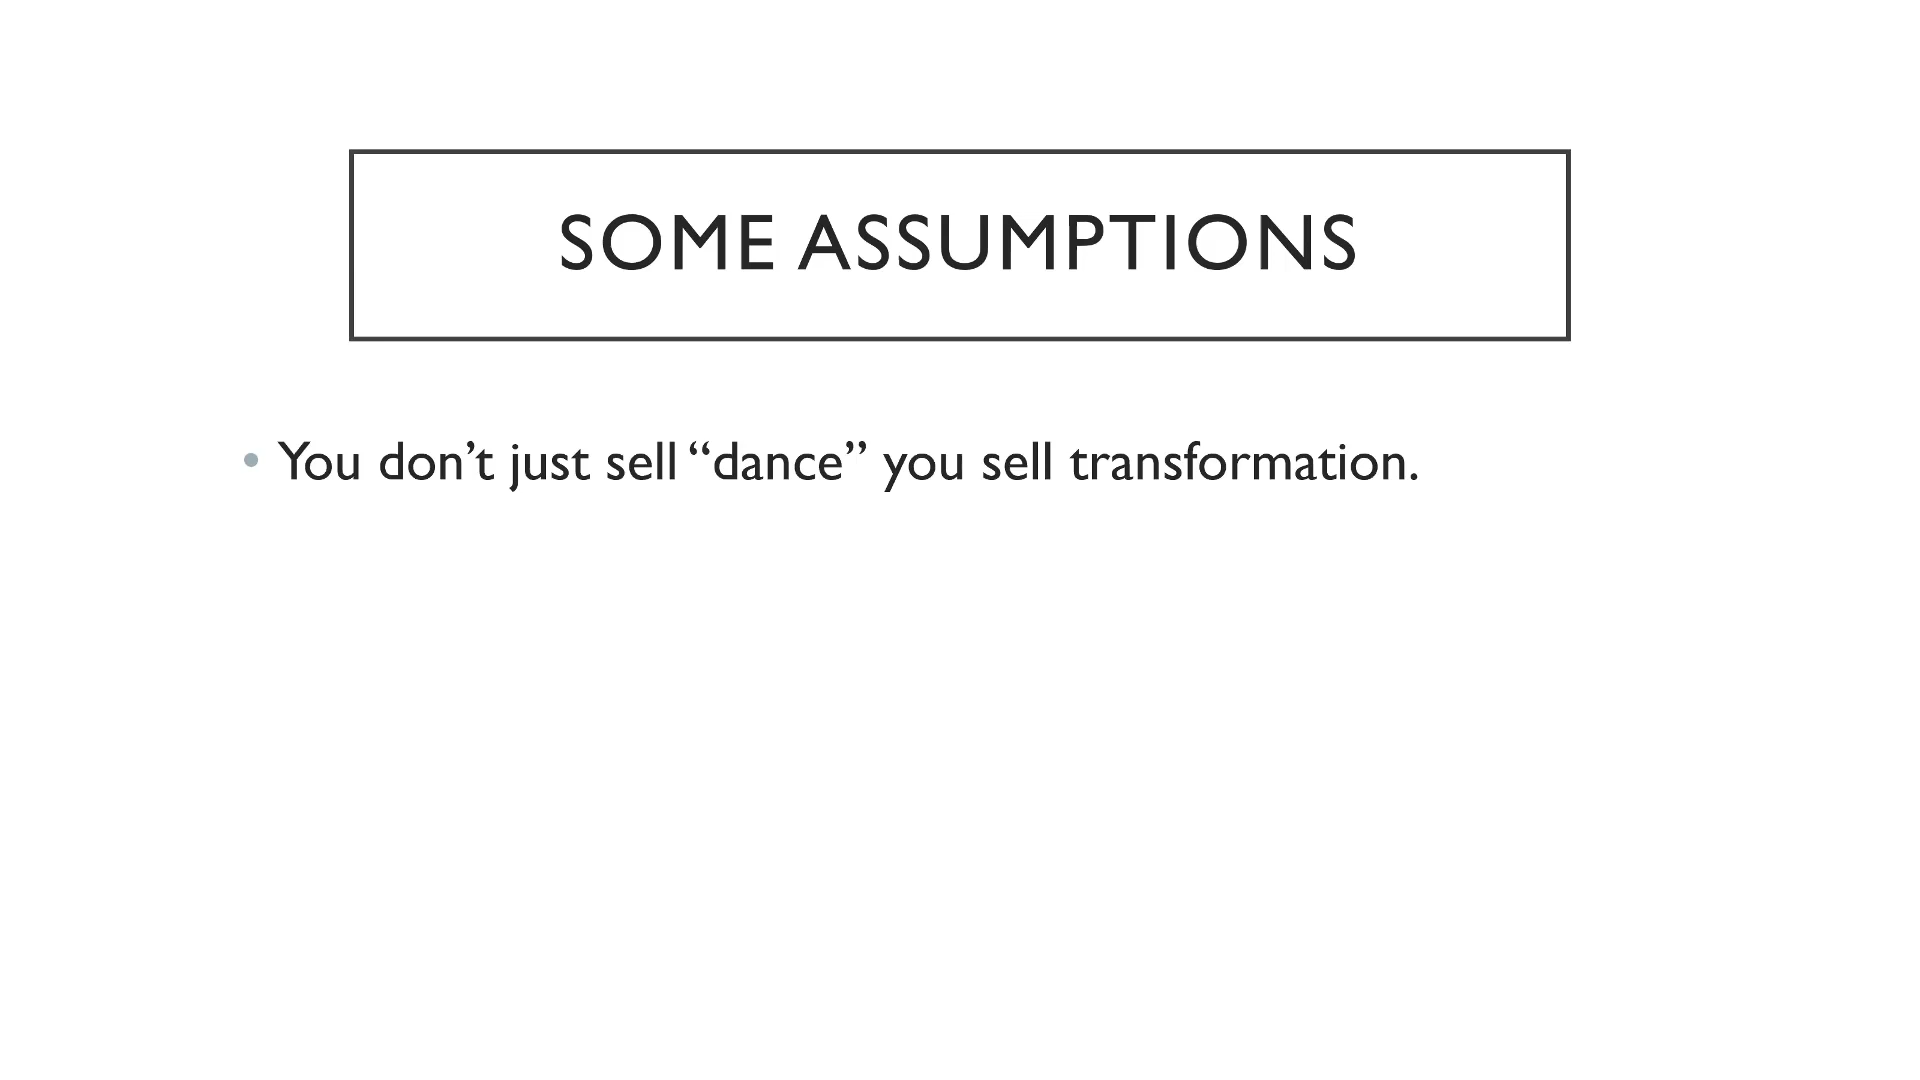 SOME ASSUMPTIONS
• You don’t just sell “dance” you sell transformation.